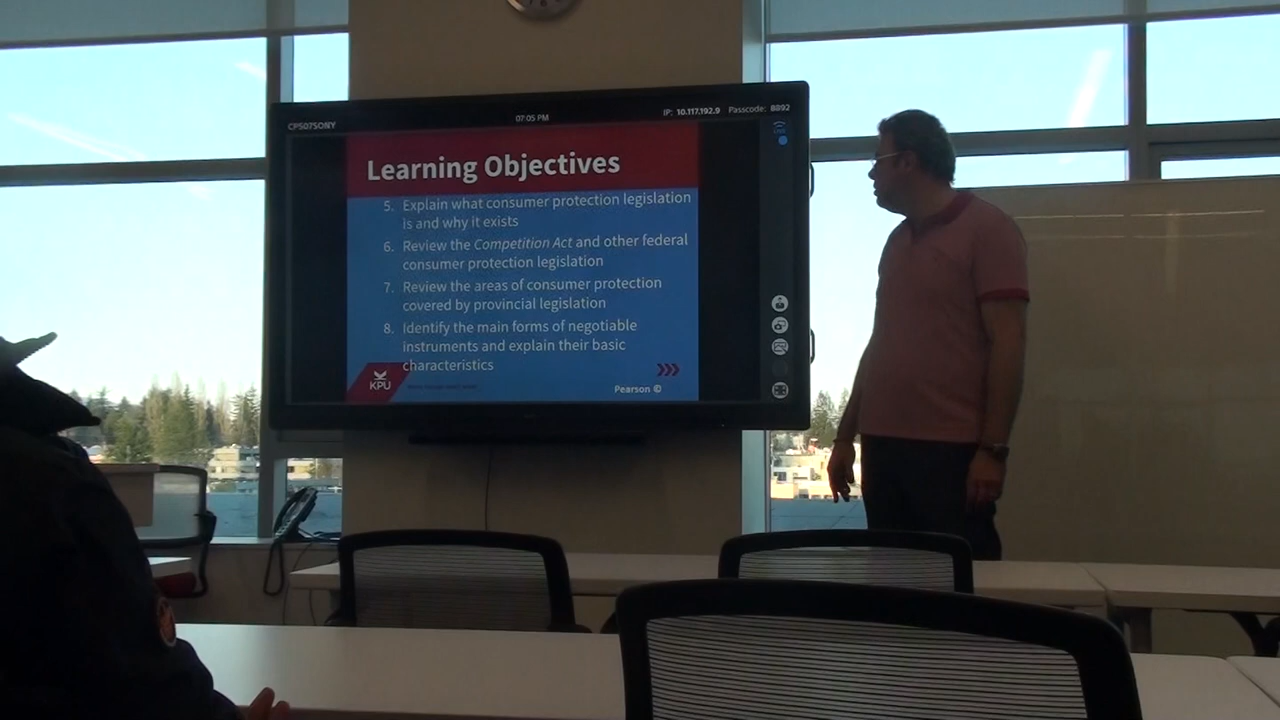 CP5075ONY
07:05 PM
IP: 10.117.192.9 Passcode: 8892
Learning Objectives
5. Explain what consumer protection legislation
is and why it exists
6. Review the Competition Act and other federal
consumer protection legislation
7. Review the areas of consumer protection
covered by provincial legislation
8. Identify the main forms of negotiable
instruments and explain their basic
characteristics
KPU
Pearson ©